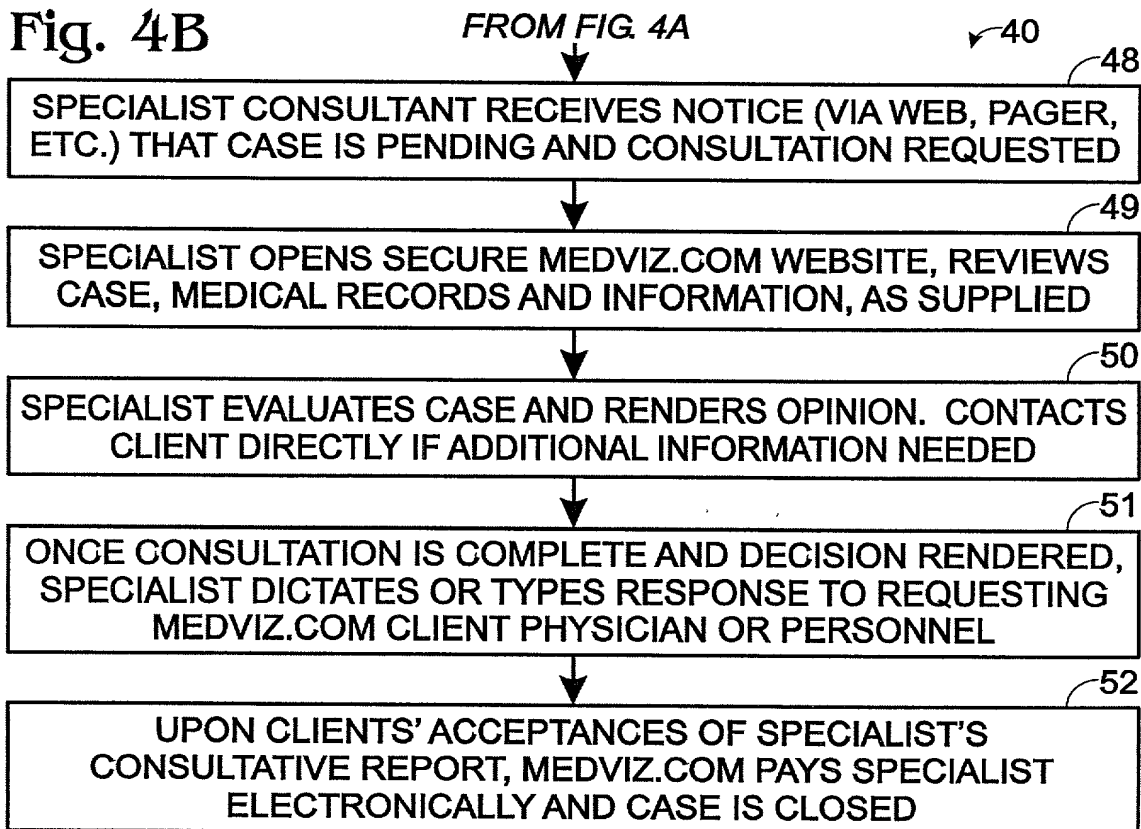 Fig. 4B
FROM FIG. 4A
40
48
SPECIALIST CONSULTANT RECEIVES NOTICE (VIA WEB, PAGER,
ETC.) THAT CASE IS PENDING AND CONSULTATION REQUESTED
49
SPECIALIST OPENS SECURE MEDVIZ.COM WEBSITE, REVIEWS
CASE, MEDICAL RECORDS AND INFORMATION, AS SUPPLIED
50
SPECIALIST EVALUATES CASE AND RENDERS OPINION. CONTACTS
CLIENT DIRECTLY IF ADDITIONAL INFORMATION NEEDED
51
ONCE CONSULTATION IS COMPLETE AND DECISION RENDERED,
SPECIALIST DICTATES OR TYPES RESPONSE TO REQUESTING
MEDVIZ.COM CLIENT PHYSICIAN OR PERSONNEL
52
UPON CLIENTS' ACCEPTANCES OF SPECIALIST'S
CONSULTATIVE REPORT, MEDVIZ.COM PAYS SPECIALIST
ELECTRONICALLY AND CASE IS CLOSED